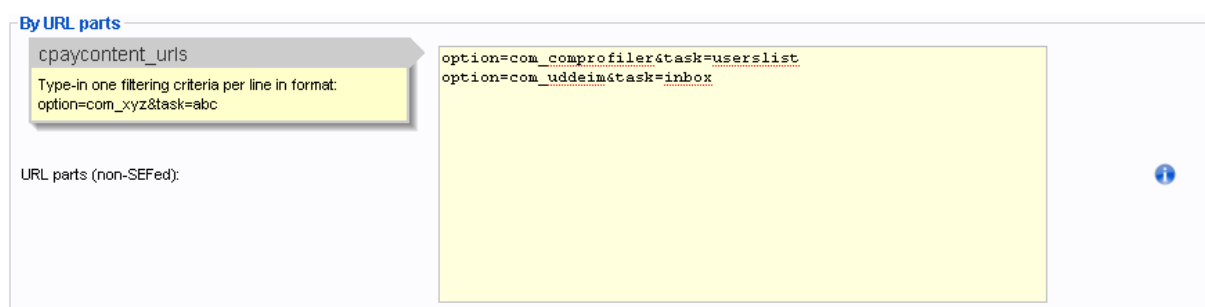 By URL parts
cpaycontent_urls
Type-in one filtering criteria per line in format:
option=com_xyz&task=abc
option=com_comprofiler&task=userslist
option=com_uddeim&task=inbox
URL parts (non-SEFed):